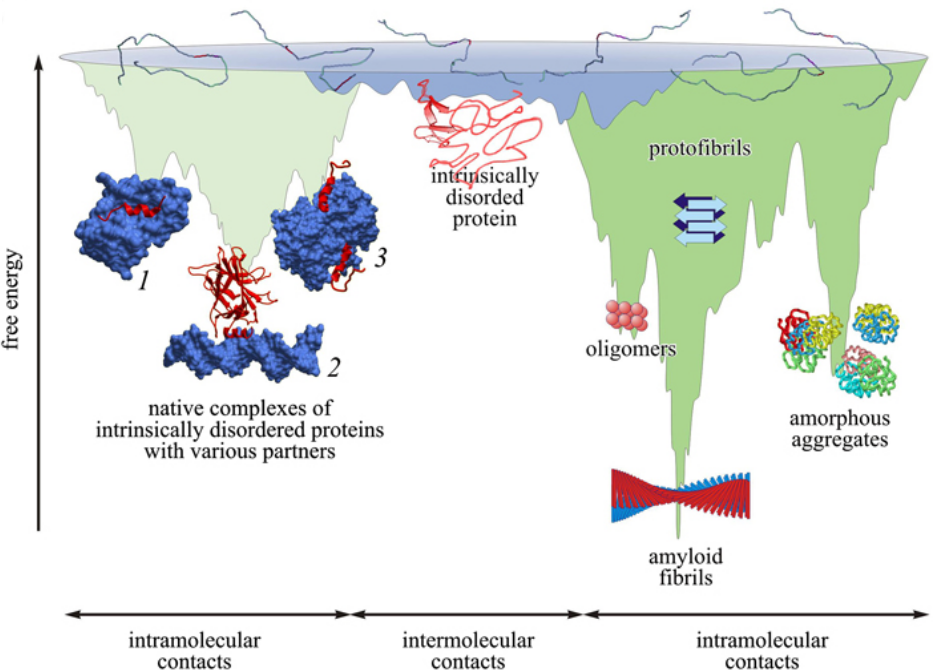 protofibrils
intrinsically
disorded
protein
free energy
1
3
2
oligomers
native complexes of
intrinsically disordered proteins
with various partners
amorphous
aggregates
amyloid
fibrils
intramolecular
contacts
intermolecular
contacts
intramolecular
contacts